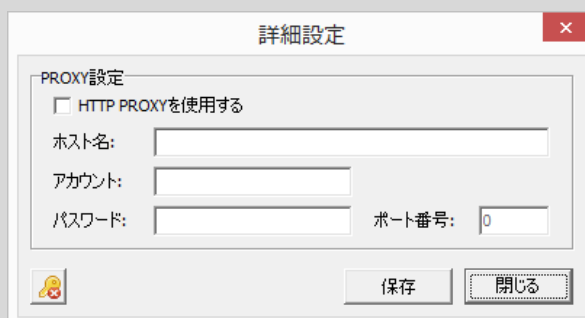 詳細設定
PROXY設定
HTTP PROXYを使用する
ホスト名:
アカウント:
パスワード: ポート番号: 0
保存 閉じる